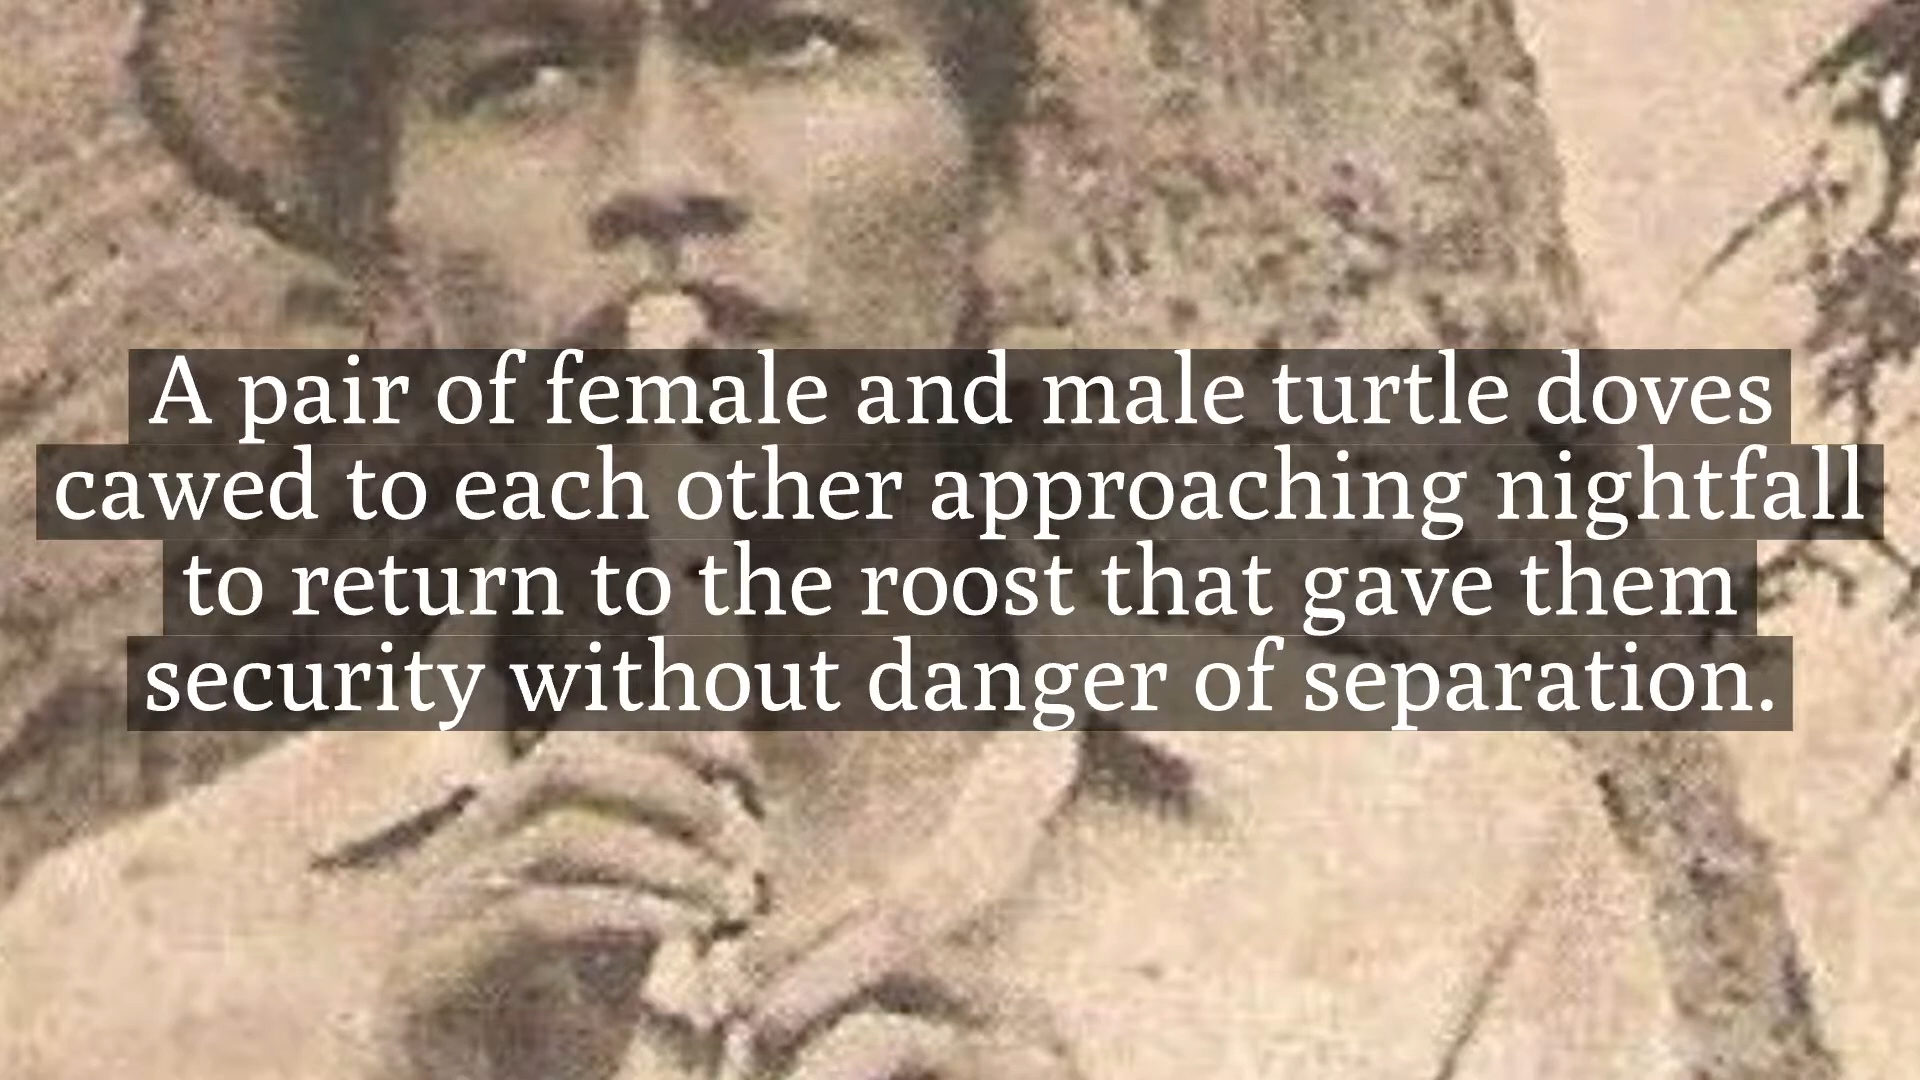 A pair of female and male turtle doves
cawed to each other approaching nightfall
to return to the roost that gave them
security without danger of separation.